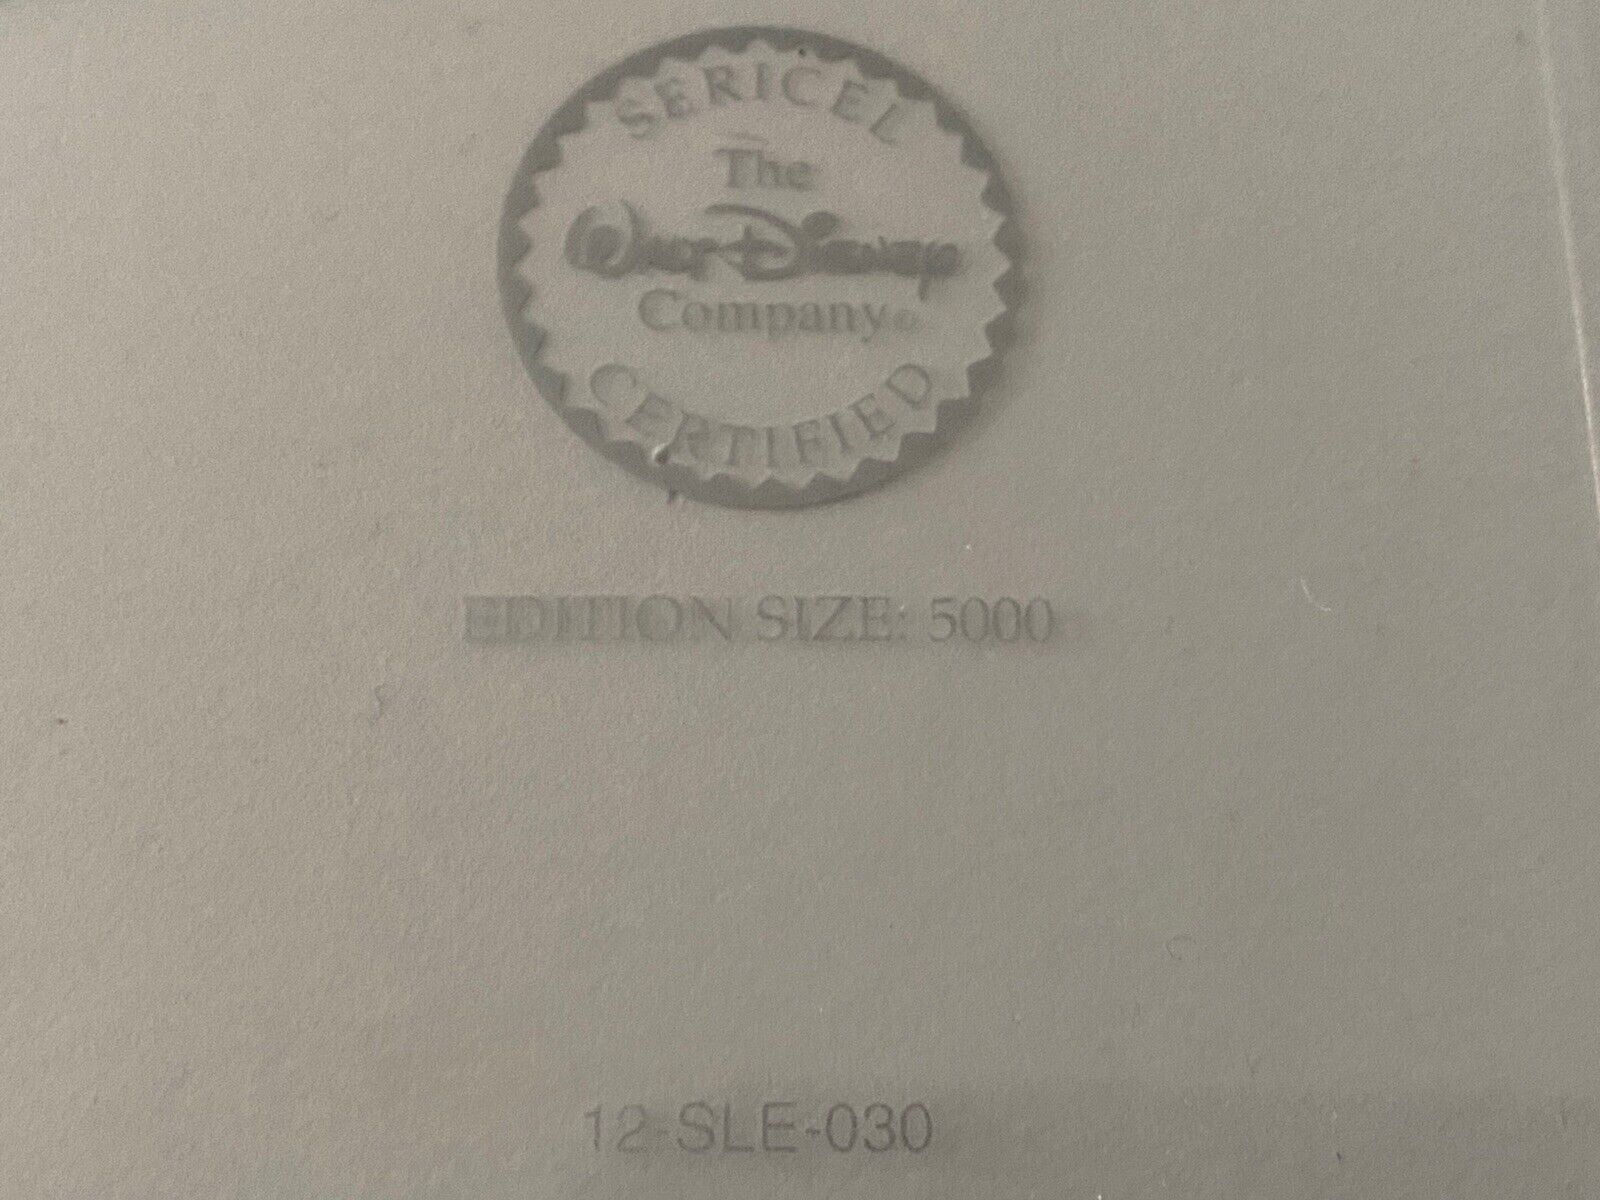 SERICEL
The
Walt Disney
Company©
CERTIFIED
EDITION SIZE: 5000
12-SLE-030